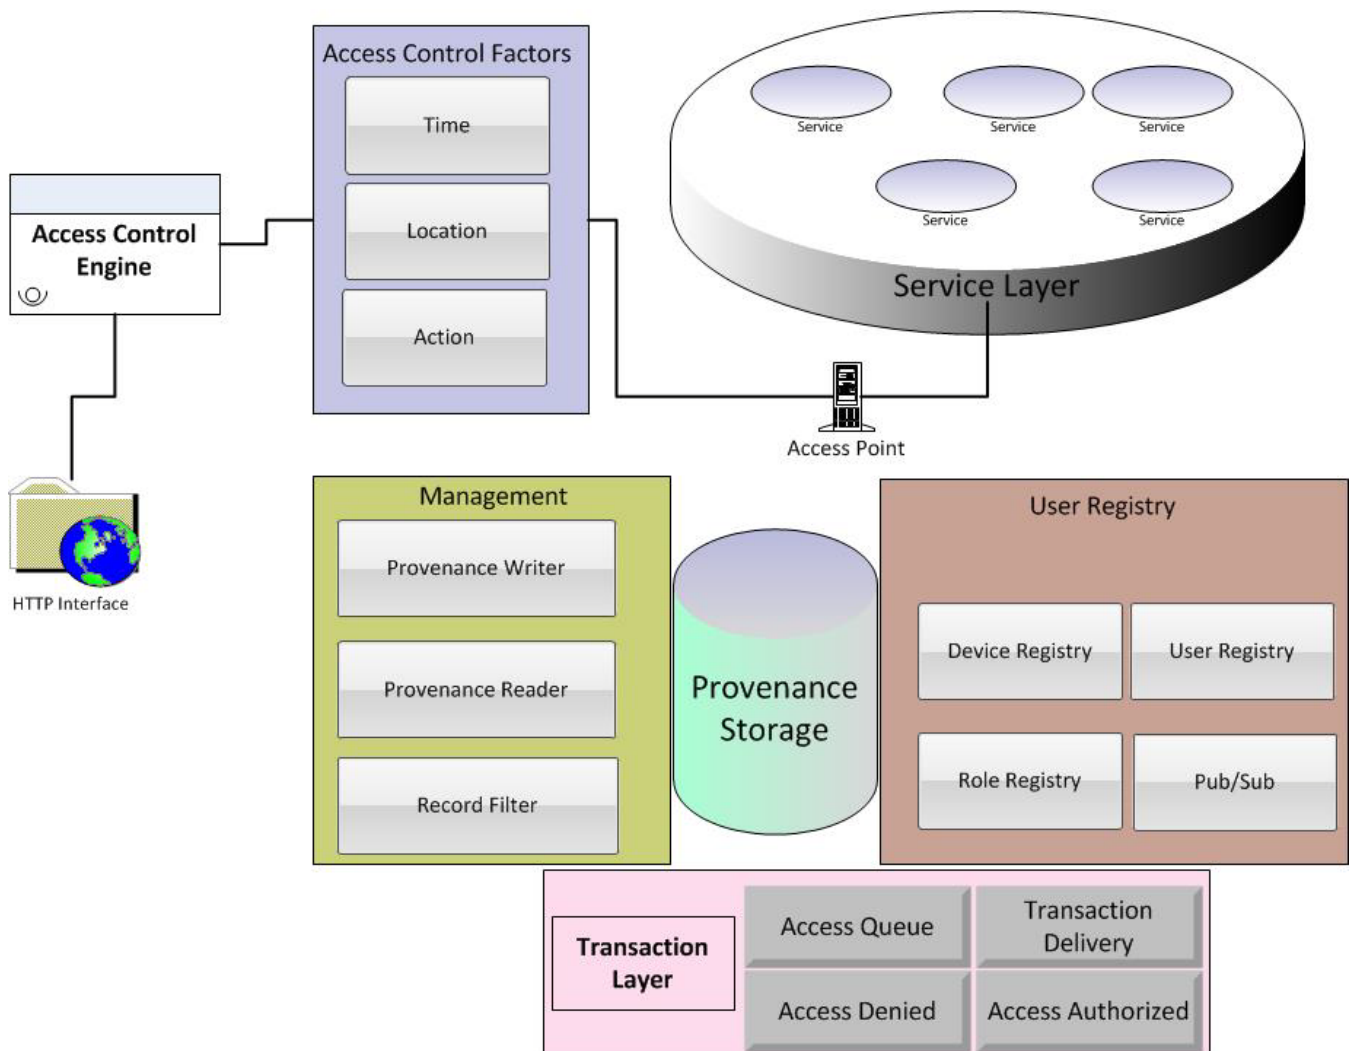 Access Control Factors
Time
Location
Action
Access Control
Engine
HTTP Interface
Service
Service
Service
Service
Service
Service Layer
Access Point
Management
Provenance Writer
Provenance Reader
Record Filter
Provenance
Storage
User Registry
Device Registry
User Registry
Role Registry
Pub/Sub
Transaction
Layer
Access Queue
Transaction
Delivery
Access Denied
Access Authorized